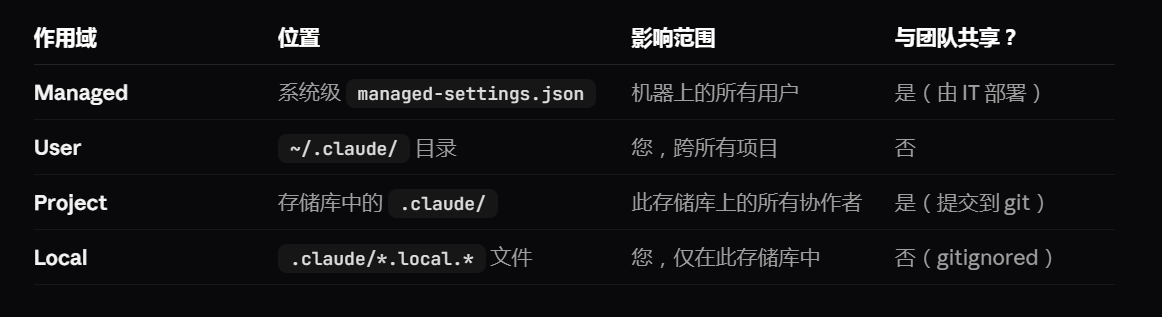 作用域 位置 影响范围 与团队共享？
Managed 系统级 managed-settings.json 机器上的所有用户 是（由 IT 部署）
User ~/.claude/ 目录 您，跨所有项目 否
Project 存储库中的 .claude/ 此存储库上的所有协作者 是（提交到 git）
Local .claude/*.local.* 文件 您，仅在此存储库中 否（gitignored）